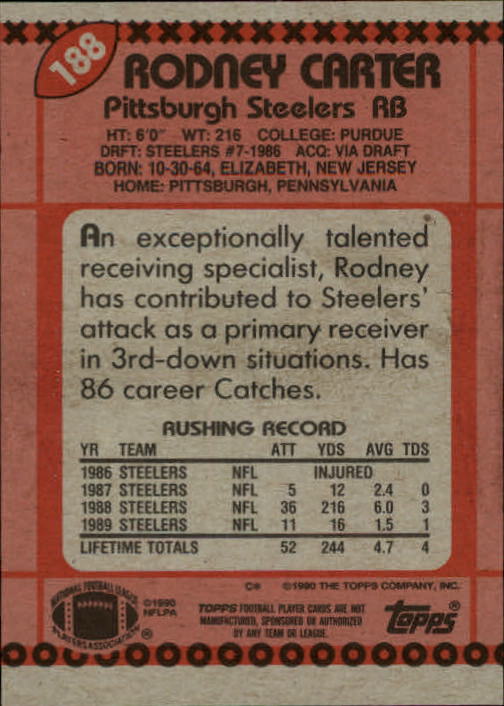 188
RODNEY CARTER
Pittsburgh Steelers RB
HT: 6'0" WT: 216 COLLEGE: PURDUE
DRFT: STEELERS #7-1986 ACQ: VIA DRAFT
BORN: 10-30-64, ELIZABETH, NEW JERSEY
HOME: PITTSBURGH, PENNSYLVANIA
An exceptionally talented
receiving specialist, Rodney
has contributed to Steelers'
attack as a primary receiver
in 3rd-down situations. Has
86 career Catches.
RUSHING RECORD
YR TEAM ATT YDS AVG TDS
1986 STEELERS NFL INJURED
1987 STEELERS NFL 5 12 2.4 0
1988 STEELERS NFL 36 216 6.0 3
1989 STEELERS NFL 11 16 1.5 1
LIFETIME TOTALS 52 244 4.7 4
C* ©1990 THE TOPPS COMPANY, INC.
NATIONAL FOOTBALL LEAGUE
PLAYERS ASSOCIATION
®
©1990
NFLPA
TOPPS FOOTBALL PLAYER CARDS ARE NOT
MANUFACTURED, SPONSORED OR AUTHORIZED
BY ANY TEAM OR LEAGUE.
Topps®